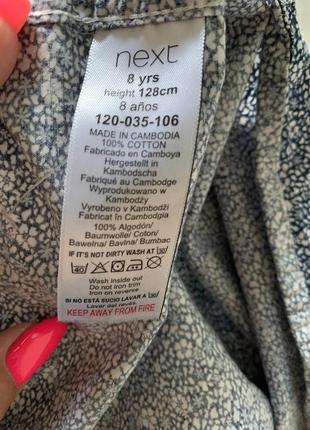 next
8 yrs
height 128cm
8 años
120-035-106
MADE IN CAMBODIA
100% COTTON
Fabricado en Camboya
Hergestellt in
Kambodscha
Fabriqué au Cambodge
Wyprodukowano w
Kambodży
Vyrobeno v Kambodži
Fabricat în Cambodgia
100% Algodón/
Baumwolle/ Coton/
Bawełna/ Bavlna/ Bumbac
IF IT'S NOT DIRTY WASH AT 30
40
Wash inside out
Do not iron trim
Iron on reverse
SI NO ESTÁ SUCIO LAVAR A 30
Lavar del revés.
KEEP AWAY FROM FIRE